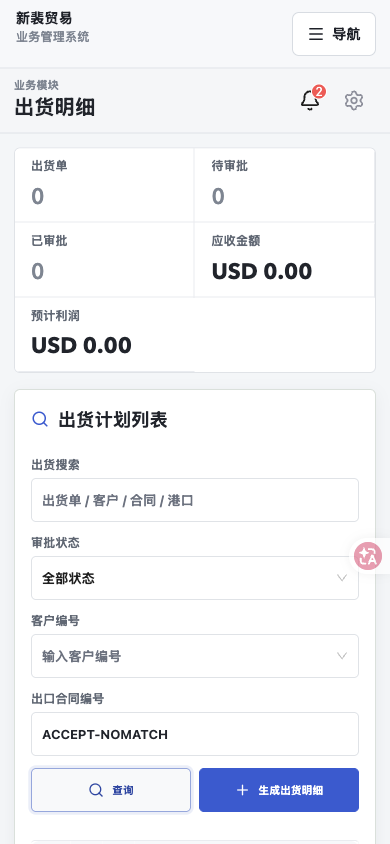 新裴贸易
业务管理系统
导航
业务模块
出货明细
2
出货单
待审批
0
0
已审批
应收金额
0
USD 0.00
预计利润
USD 0.00
出货计划列表
出货搜索
出货单 / 客户 / 合同 / 港口
审批状态
全部状态
客户编号
输入客户编号
出口合同编号
ACCEPT-NOMATCH
查询
生成出货明细